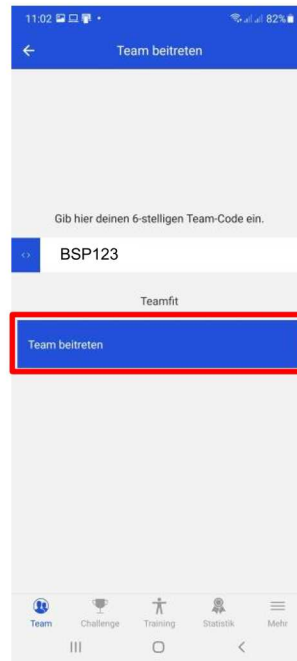 11:02 82%
Team beitreten
Gib hier deinen 6-stelligen Team-Code ein.
BSP123
Teamfit
Team beitreten
Team Challenge Training Statistik Mehr